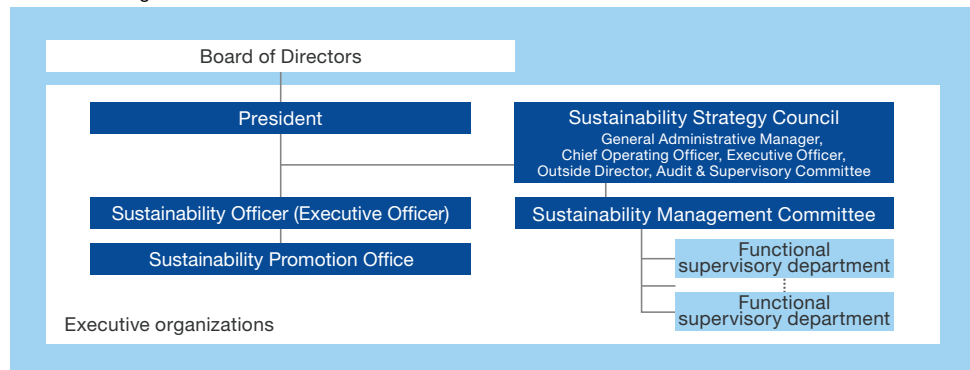 Board of Directors
President
Sustainability Strategy Council
General Administrative Manager,
Chief Operating Officer, Executive Officer,
Outside Director, Audit & Supervisory Committee
Sustainability Officer (Executive Officer)
Sustainability Management Committee
Sustainability Promotion Office
Functional
supervisory department
Functional
supervisory department
Executive organizations